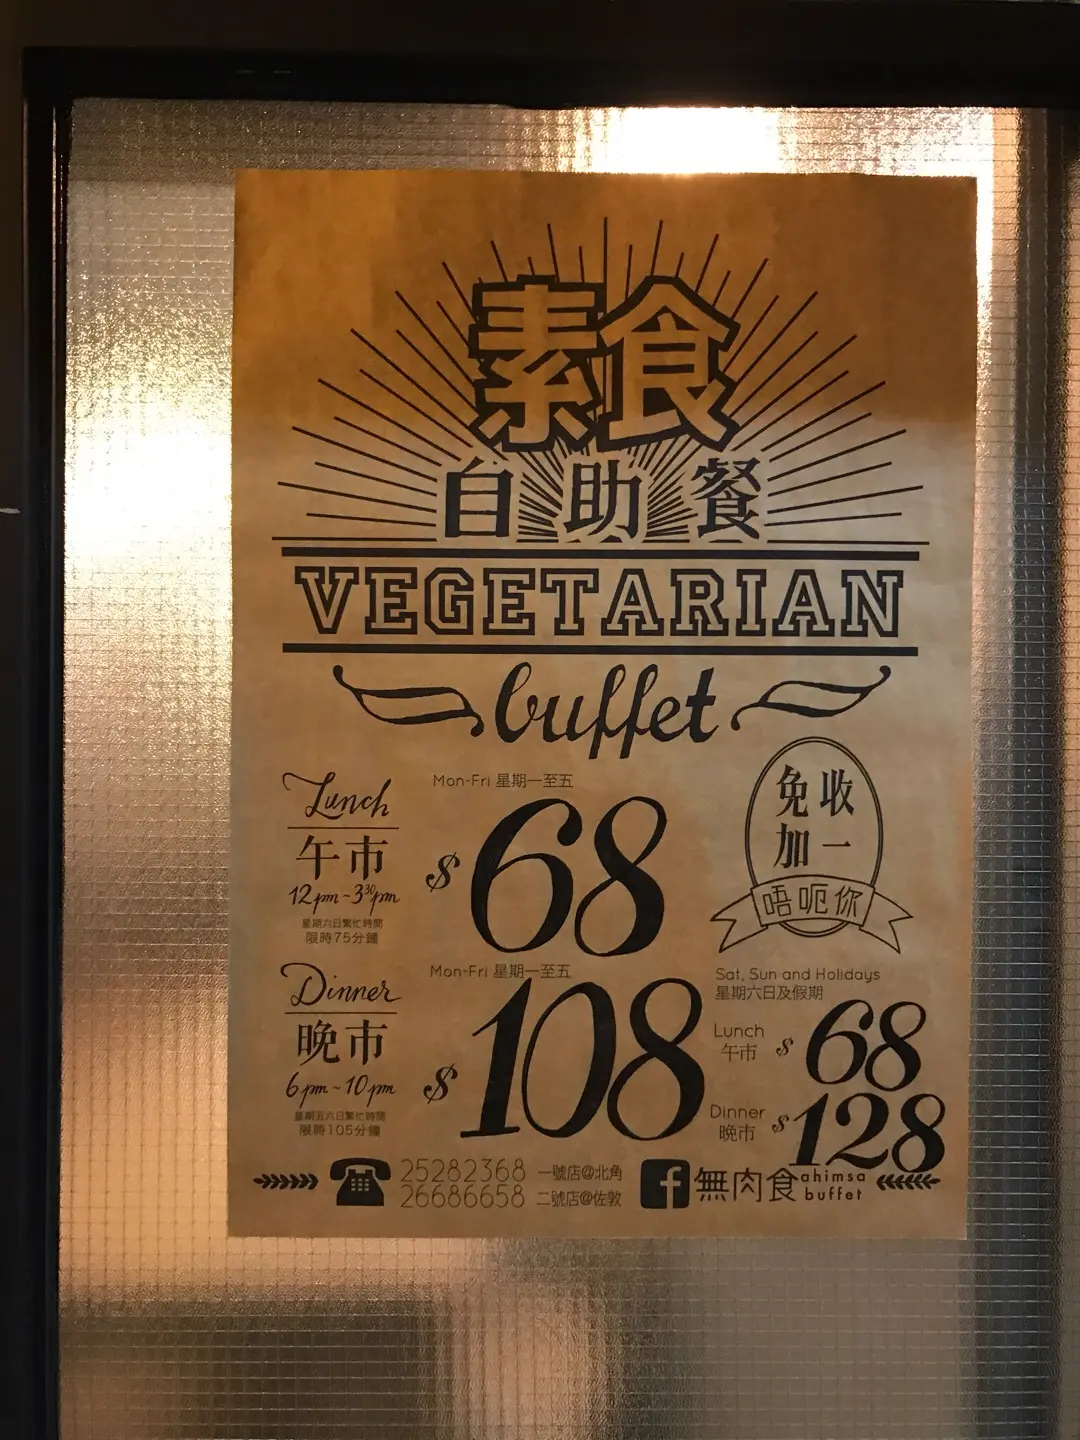 素食
自助餐
VEGETARIAN
buffet
Lunch
午市
12pm~3:30pm
星期六日繁忙時間
限時75分鐘
Mon-Fri 星期一至五
$68
免收
加一
唔呃你
Dinner
晚市
6pm~10pm
星期五六日繁忙時間
限時105分鐘
Mon-Fri 星期一至五
$108
Sat, Sun and Holidays
星期六日及假期
Lunch
午市
$68
Dinner
晚市
$128
25282368 一號店@北角
26686658 二號店@佐敦
f 無肉食 ahimsa
buffet